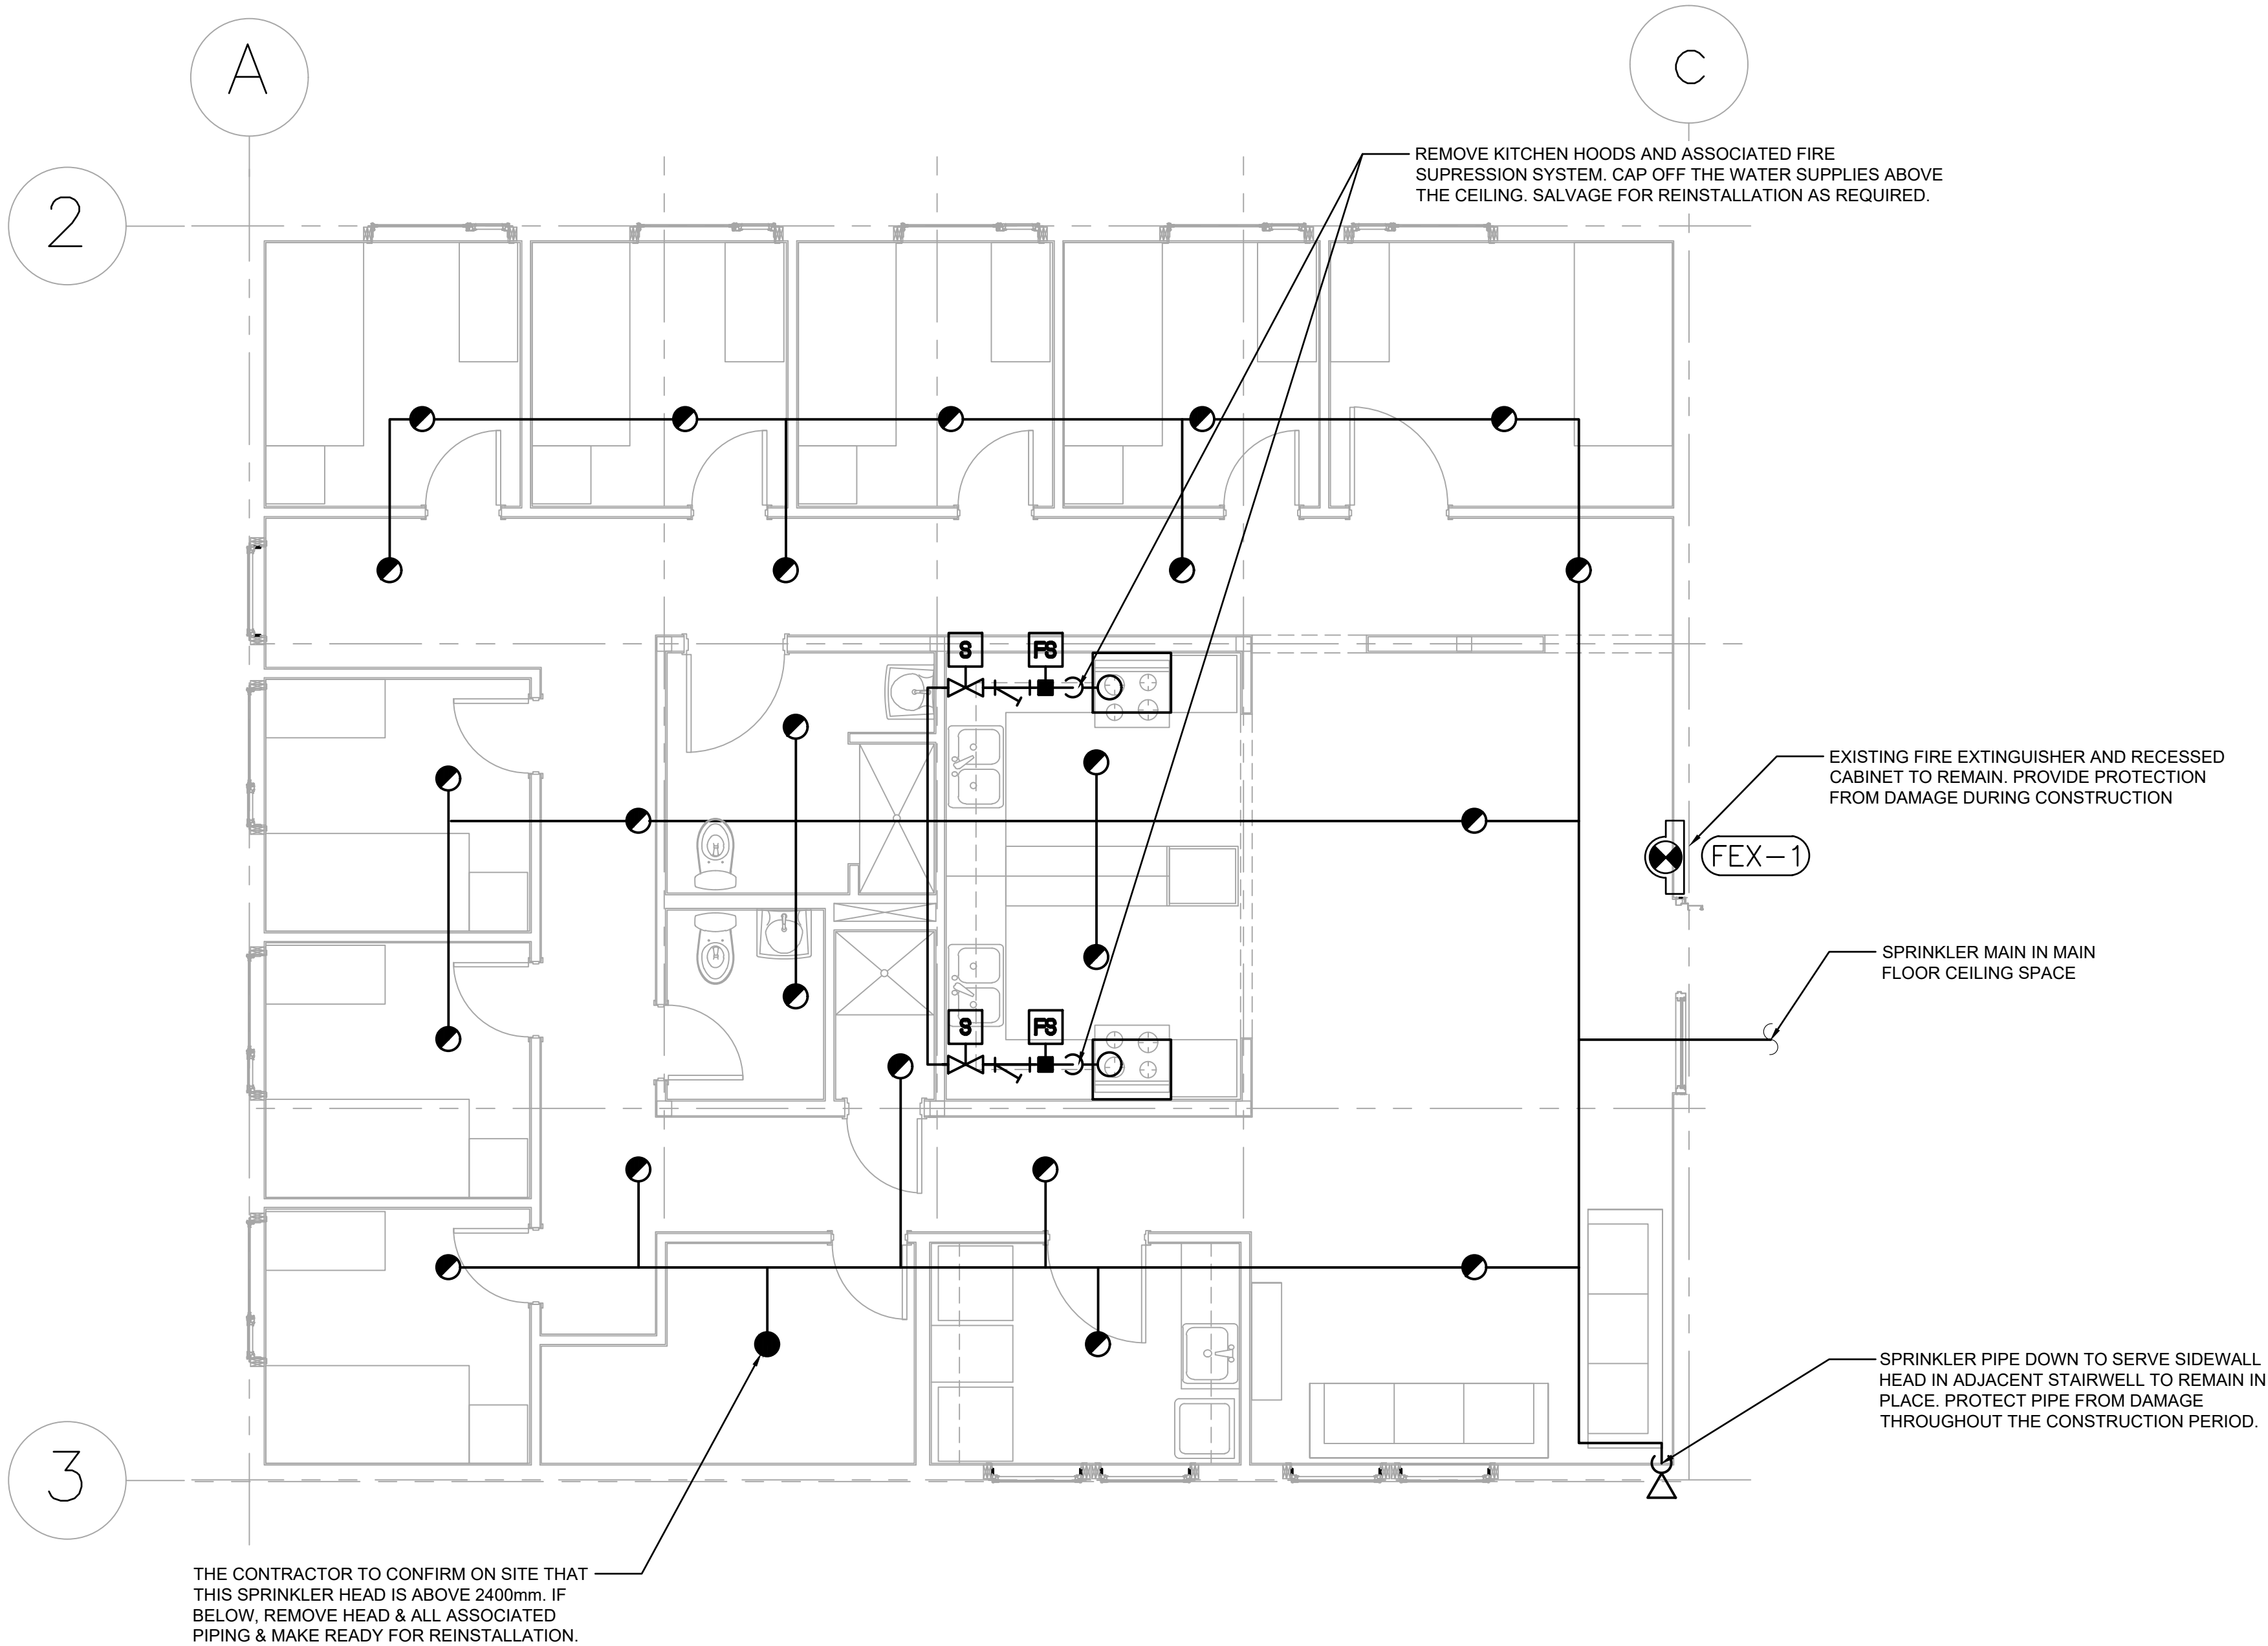 A
C
2
REMOVE KITCHEN HOODS AND ASSOCIATED FIRE
SUPRESSION SYSTEM. CAP OFF THE WATER SUPPLIES ABOVE
THE CEILING. SALVAGE FOR REINSTALLATION AS REQUIRED.
S
FS
EXISTING FIRE EXTINGUISHER AND RECESSED
CABINET TO REMAIN. PROVIDE PROTECTION
FROM DAMAGE DURING CONSTRUCTION
FEX-1
SPRINKLER MAIN IN MAIN
FLOOR CEILING SPACE
S
FS
SPRINKLER PIPE DOWN TO SERVE SIDEWALL
HEAD IN ADJACENT STAIRWELL TO REMAIN IN
PLACE. PROTECT PIPE FROM DAMAGE
THROUGHOUT THE CONSTRUCTION PERIOD.
3
THE CONTRACTOR TO CONFIRM ON SITE THAT
THIS SPRINKLER HEAD IS ABOVE 2400mm. IF
BELOW, REMOVE HEAD & ALL ASSOCIATED
PIPING & MAKE READY FOR REINSTALLATION.